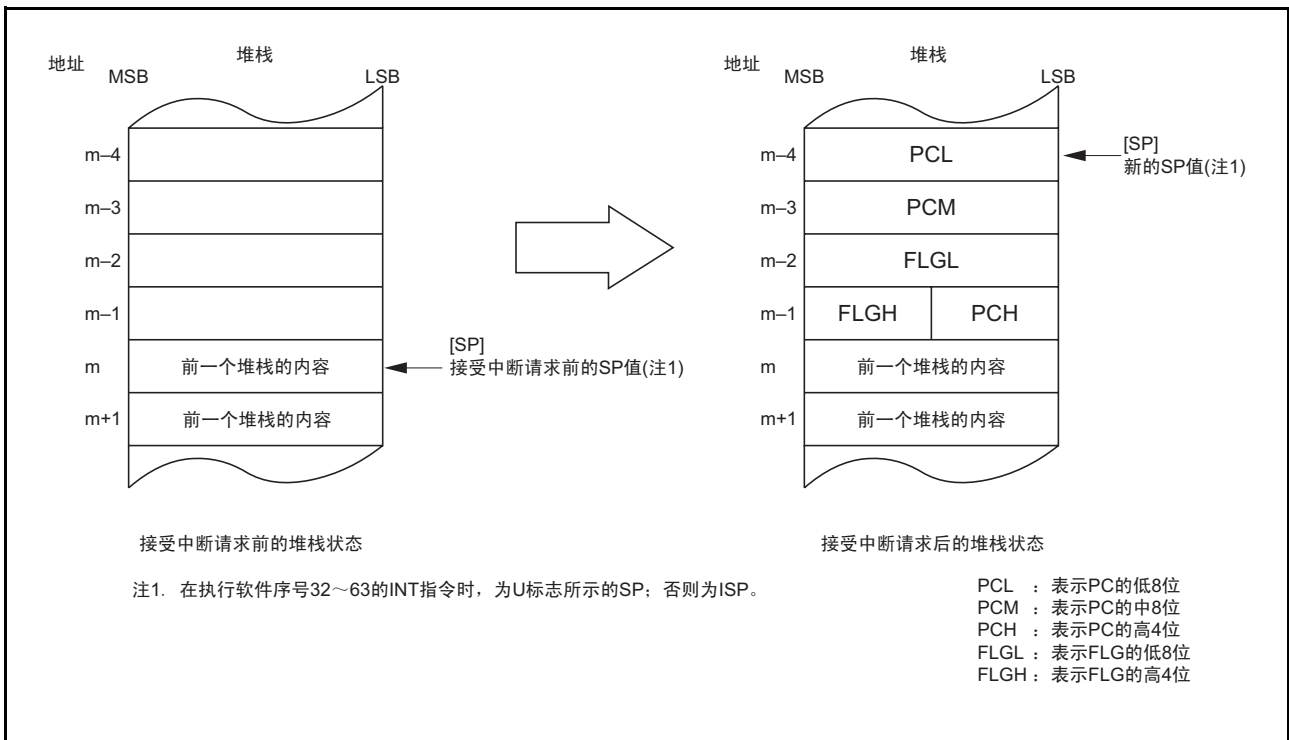 地址
MSB
堆栈
LSB
m–4
m–3
m–2
m–1
m
前一个堆栈的内容
m+1
前一个堆栈的内容
[SP]
接受中断请求前的SP值(注1)
接受中断请求前的堆栈状态
地址
MSB
堆栈
LSB
m–4
PCL
[SP]
新的SP值(注1)
m–3
PCM
m–2
FLGL
m–1
FLGH
PCH
m
前一个堆栈的内容
m+1
前一个堆栈的内容
接受中断请求后的堆栈状态
注1. 在执行软件序号32～63的INT指令时，为U标志所示的SP；否则为ISP。
PCL ：表示PC的低8位
PCM ：表示PC的中8位
PCH ：表示PC的高4位
FLGL ：表示FLG的低8位
FLGH ：表示FLG的高4位